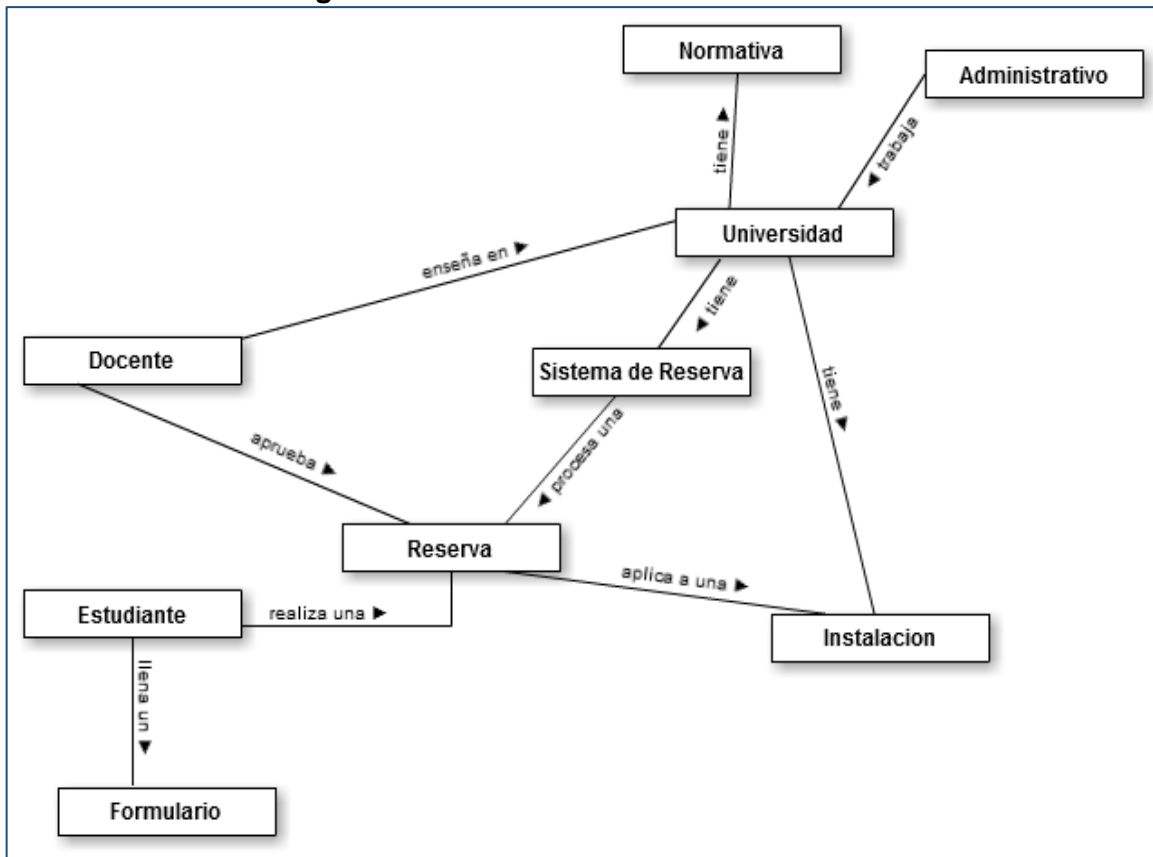 Normativa
Administrativo
tiene ▶
◀ trabaja
Universidad
enseña en ▶
◀ tiene
Docente
Sistema de Reserva
tiene ▶
aprueba ▶
◀ procesa una
Reserva
aplica a una ▶
Estudiante
realiza una ▶
Instalacion
llena un ▶
Formulario